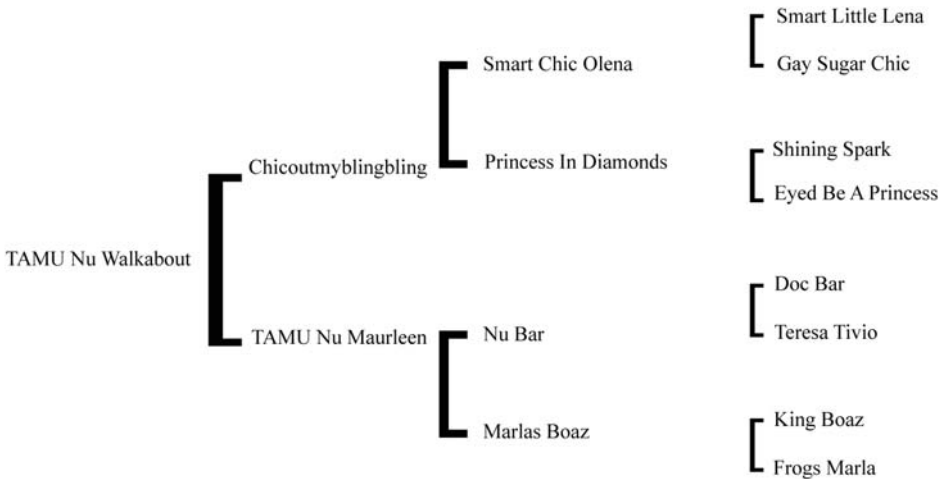 Smart Little Lena
Smart Chic Olena
Gay Sugar Chic
Chicoutmyblingbling
Princess In Diamonds
Shining Spark
Eyed Be A Princess
TAMU Nu Walkabout
Doc Bar
TAMU Nu Maurleen
Nu Bar
Teresa Tivio
Marlas Boaz
King Boaz
Frogs Marla